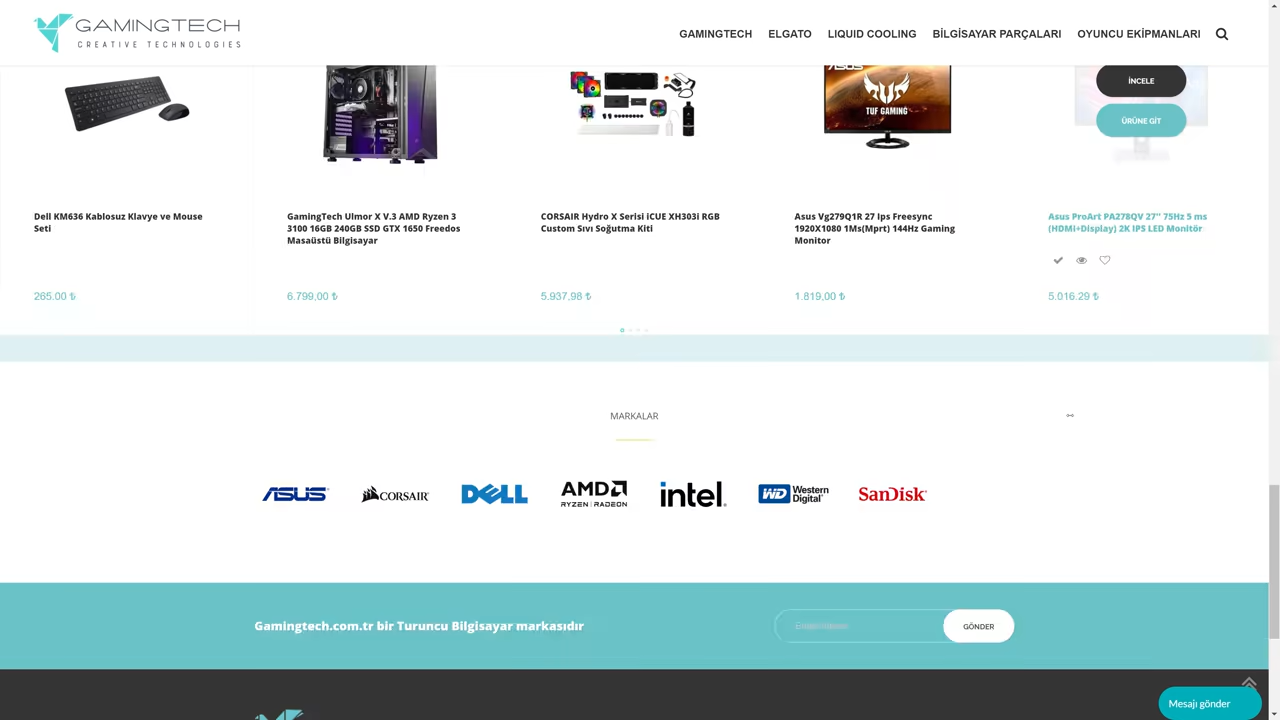 GAMINGTECH
CREATIVE TECHNOLOGIES
GAMINGTECH
ELGATO
LIQUID COOLING
BİLGİSAYAR PARÇALARI
OYUNCU EKİPMANLARI
ASUS
TUF GAMING
İNCELE
ÜRÜNE GİT
Dell KM636 Kablosuz Klavye ve Mouse
Seti
265.00 ₺
GamingTech Ulmor X V.3 AMD Ryzen 3
3100 16GB 240GB SSD GTX 1650 Freedos
Masaüstü Bilgisayar
6.799,00 ₺
CORSAIR Hydro X Serisi iCUE XH303i RGB
Custom Sıvı Soğutma Kiti
5.937,98 ₺
Asus Vg279Q1R 27 Ips Freesync
1920X1080 1Ms(Mprt) 144Hz Gaming
Monitor
1.819,00 ₺
Asus ProArt PA278QV 27'' 75Hz 5 ms
(HDMi+Display) 2K IPS LED Monitör
5.016.29 ₺
MARKALAR
ASUS
CORSAIR
DELL
AMD
RYZEN | RADEON
intel.
WD Western
Digital
SanDisk
Gamingtech.com.tr bir Turuncu Bilgisayar markasıdır
GÖNDER
Mesajı gönder